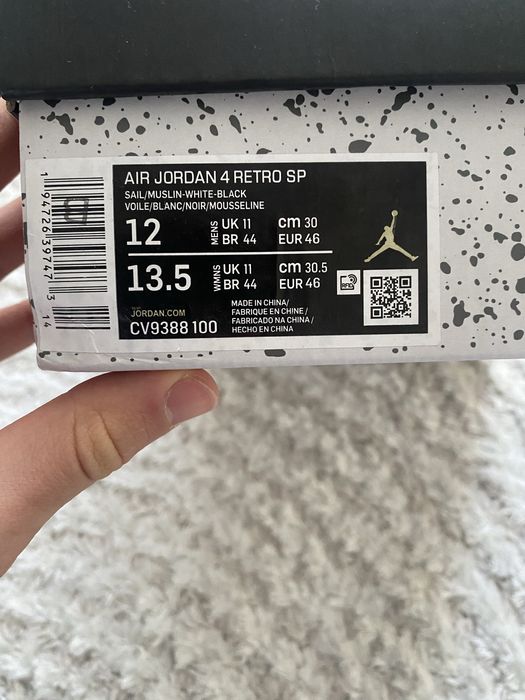 AIR JORDAN 4 RETRO SP
SAIL/MUSLIN-WHITE-BLACK
VOILE/BLANC/NOIR/MOUSSELINE
12 MENS UK 11 cm 30
BR 44 EUR 46
13.5 WMNS UK 11 cm 30.5
BR 44 EUR 46
RFID
JORDAN.COM
CV9388 100
MADE IN CHINA/
FABRIQUE EN CHINE /
FABRICADO NA CHINA /
HECHO EN CHINA
1 94726 39747 3
14